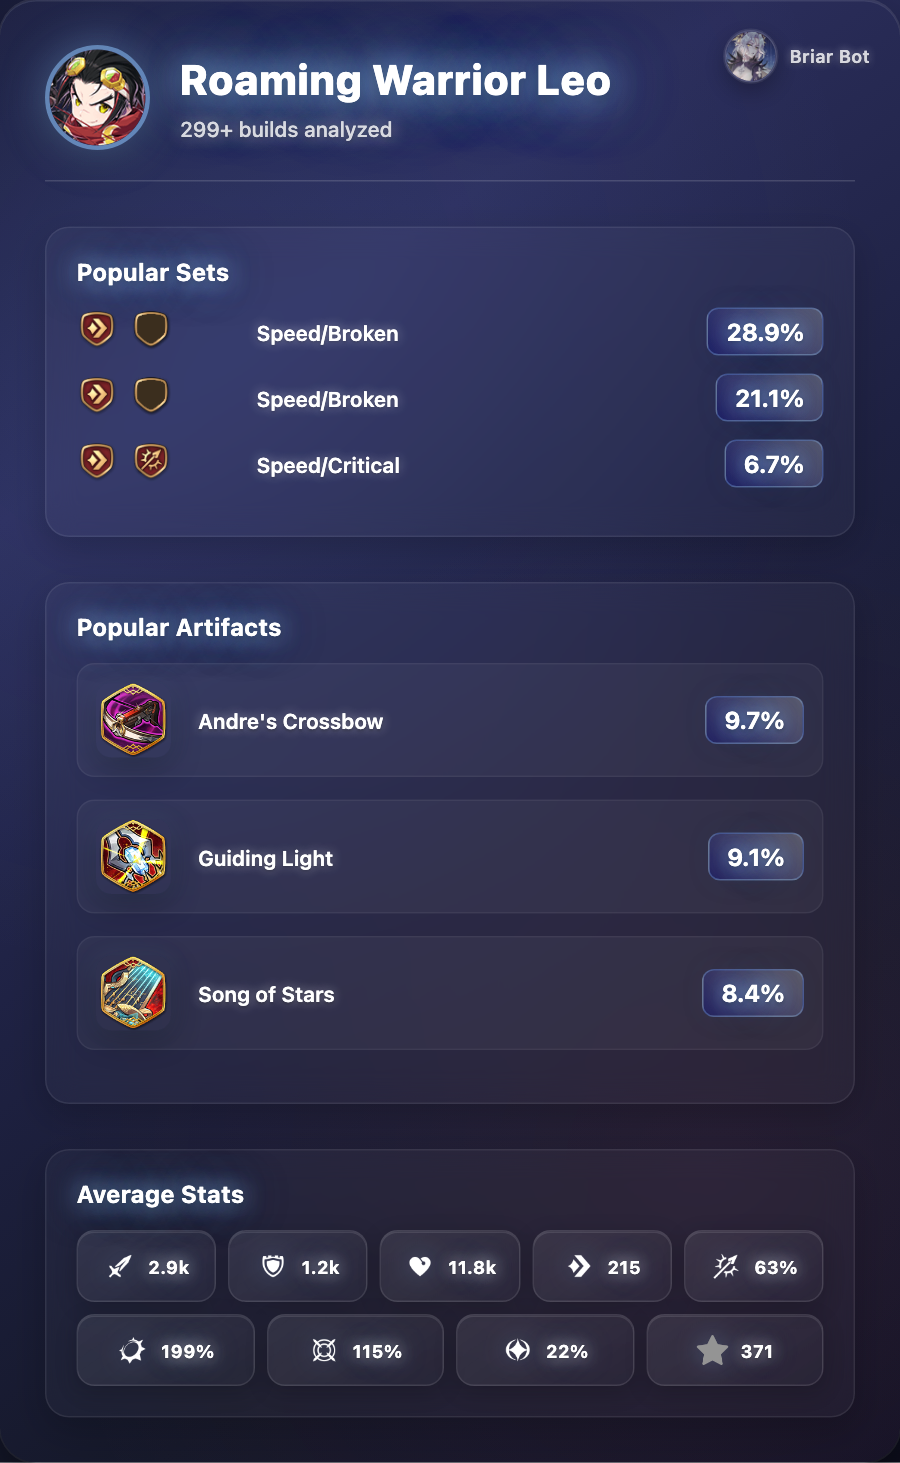 Roaming Warrior Leo
299+ builds analyzed
Briar Bot
Popular Sets
Speed/Broken 28.9%
Speed/Broken 21.1%
Speed/Critical 6.7%
Popular Artifacts
Andre's Crossbow 9.7%
Guiding Light 9.1%
Song of Stars 8.4%
Average Stats
2.9k 1.2k 11.8k 215 63%
199% 115% 22% 371